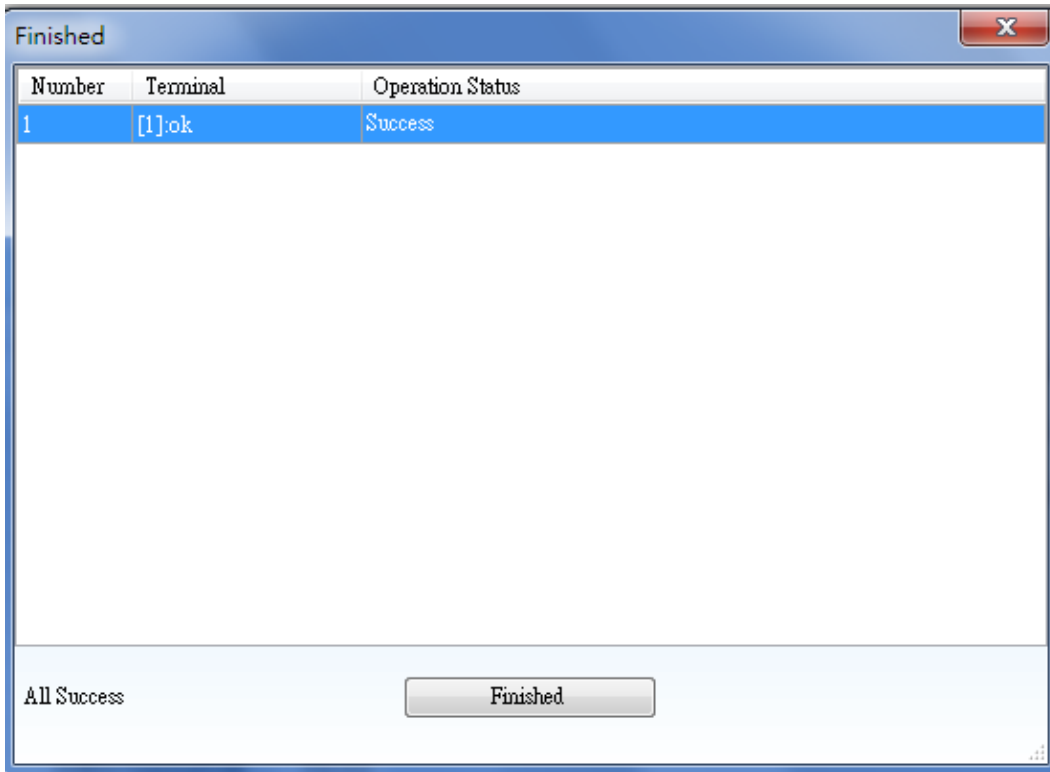 Finished
Number Terminal Operation Status
1 [1]:ok Success
All Success Finished